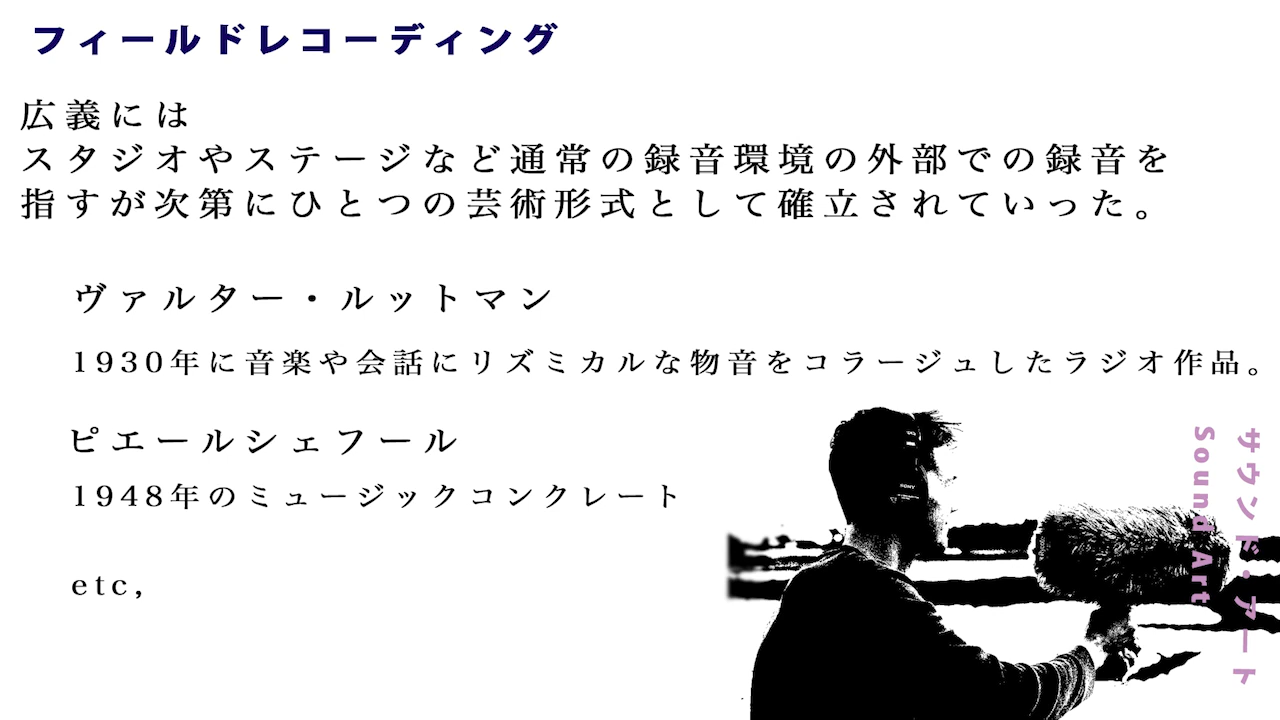 フィールドレコーディング
広義には
スタジオやステージなど通常の録音環境の外部での録音を
指すが次第にひとつの芸術形式として確立されていった。
ヴァルター・ルットマン
1930年に音楽や会話にリズミカルな物音をコラージュしたラジオ作品。
ピエールシェフール
1948年のミュージックコンクレート
etc,
サウンド・アート
Sound Art
SONY